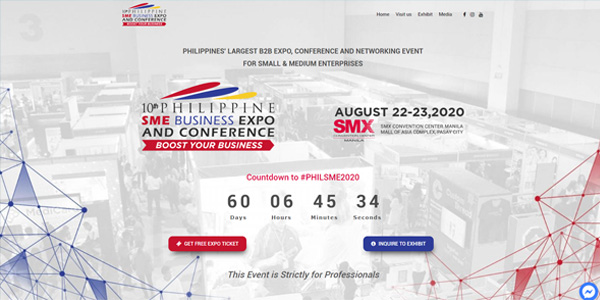 10th PHILIPPINE
SME BUSINESS EXPO
AND CONFERENCE
BOOST YOUR BUSINESS
Home Visit us Exhibit Media
PHILIPPINES' LARGEST B2B EXPO, CONFERENCE AND NETWORKING EVENT
FOR SMALL & MEDIUM ENTERPRISES
10th PHILIPPINE
SME BUSINESS EXPO
AND CONFERENCE
BOOST YOUR BUSINESS
AUGUST 22-23,2020
SMX
SMX CONVENTION CENTER MANILA
MALL OF ASIA COMPLEX, PASAY CITY
Countdown to #PHILSME2020
60 06 45 34
Days Hours Minutes Seconds
GET FREE EXPO TICKET
INQUIRE TO EXHIBIT
This Event is Strictly for Professionals